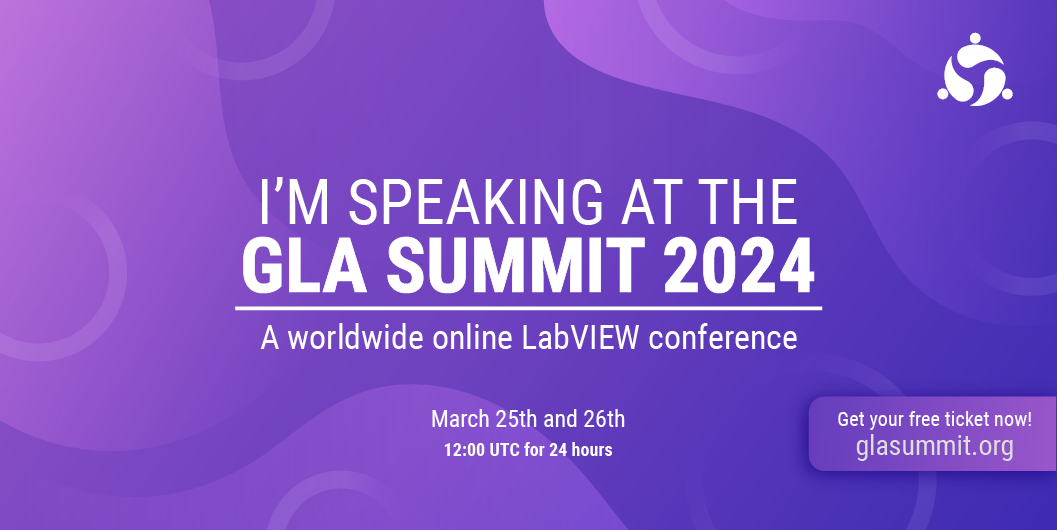 I’M SPEAKING AT THE
GLA SUMMIT 2024
A worldwide online LabVIEW conference
March 25th and 26th
12:00 UTC for 24 hours
Get your free ticket now!
glasummit.org